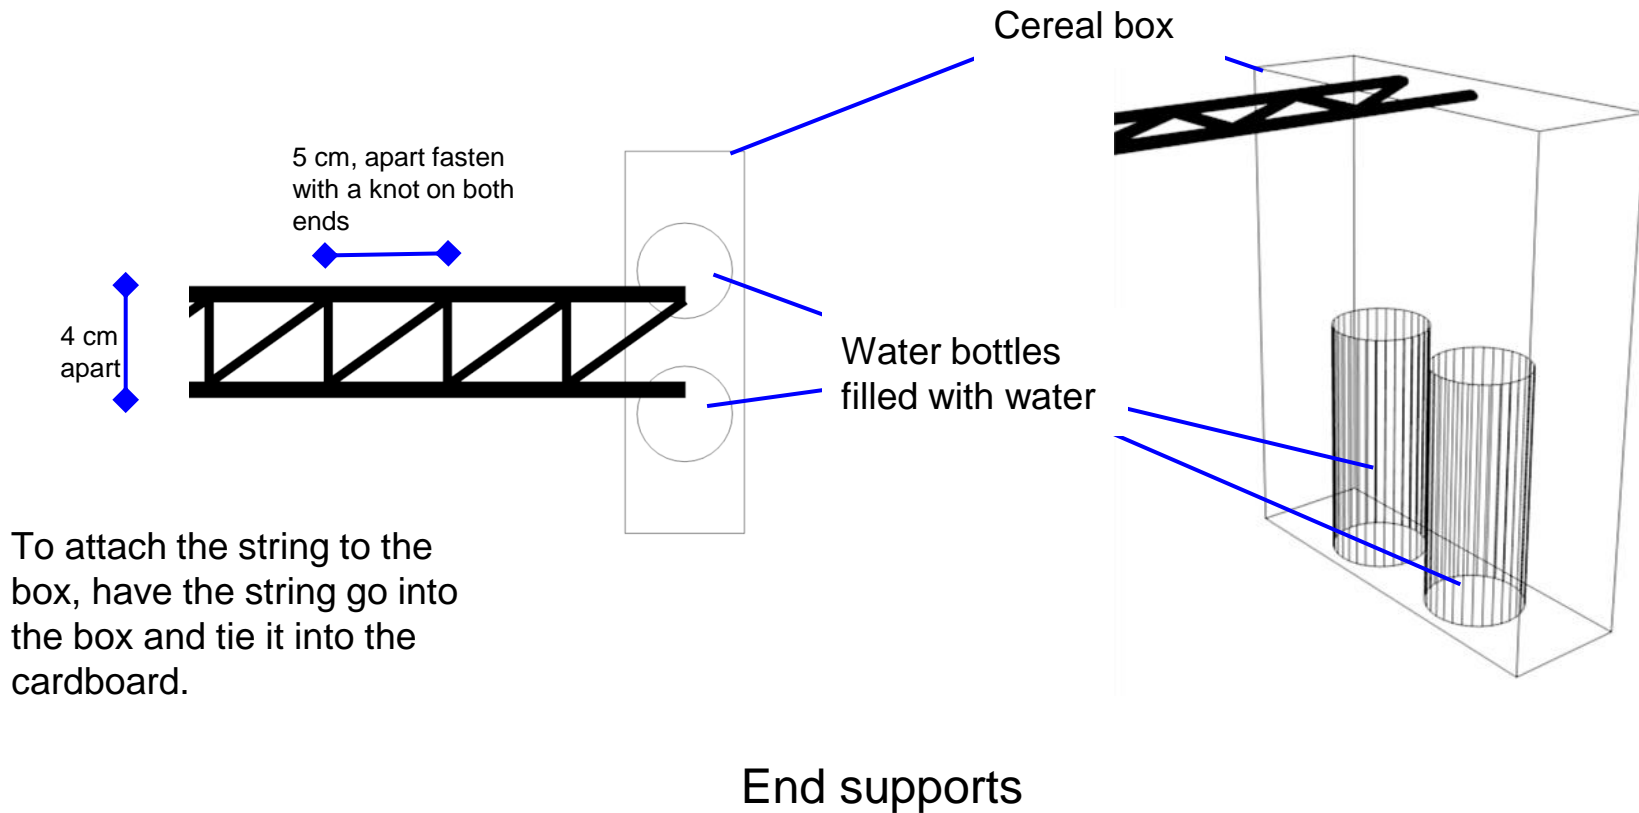 Cereal box
5 cm, apart fasten
with a knot on both
ends
4 cm
apart
Water bottles
filled with water
To attach the string to the
box, have the string go into
the box and tie it into the
cardboard.
End supports